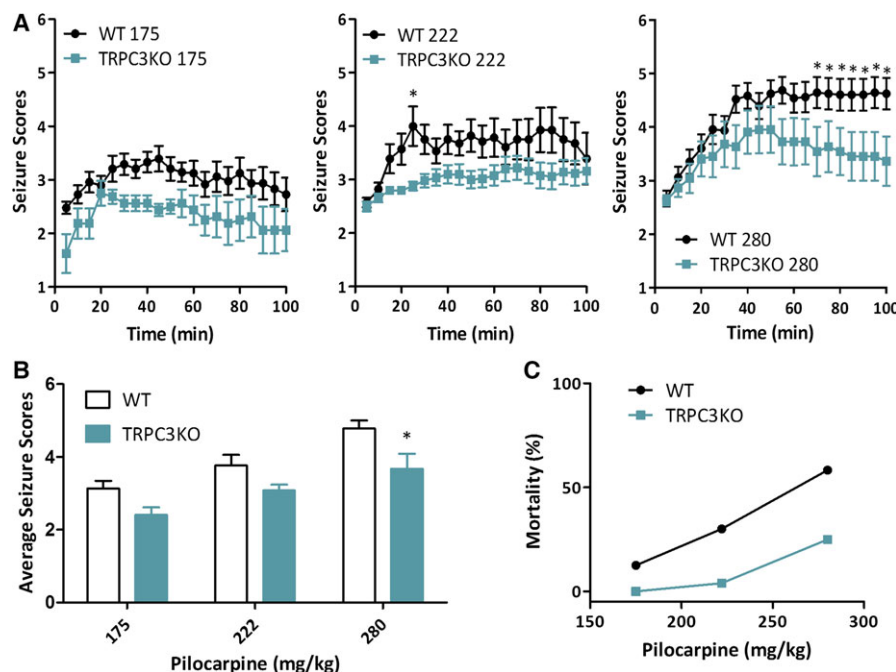 A
WT 175
TRPC3KO 175
Seizure Scores
6
5
4
3
2
1
0 20 40 60 80 100
Time (min)
WT 222
TRPC3KO 222
*
Seizure Scores
6
5
4
3
2
1
0 20 40 60 80 100
Time (min)
* * * * * * *
Seizure Scores
6
5
4
3
2
1
WT 280
TRPC3KO 280
0 20 40 60 80 100
Time (min)
B
WT
TRPC3KO
*
Average Seizure Scores
6
4
2
0
175 222 280
Pilocarpine (mg/kg)
C
WT
TRPC3KO
Mortality (%)
100
50
0
150 200 250 300
Pilocarpine (mg/kg)